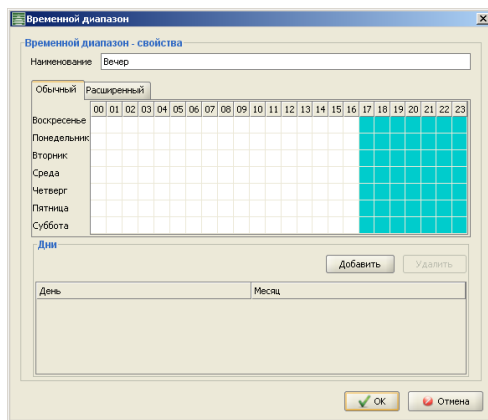 Временной диапазон
Временной диапазон - свойства
Наименование Вечер
Обычный Расширенный
00 01 02 03 04 05 06 07 08 09 10 11 12 13 14 15 16 17 18 19 20 21 22 23
Воскресенье
Понедельник
Вторник
Среда
Четверг
Пятница
Суббота
Дни
Добавить Удалить
День Месяц
OK Отмена